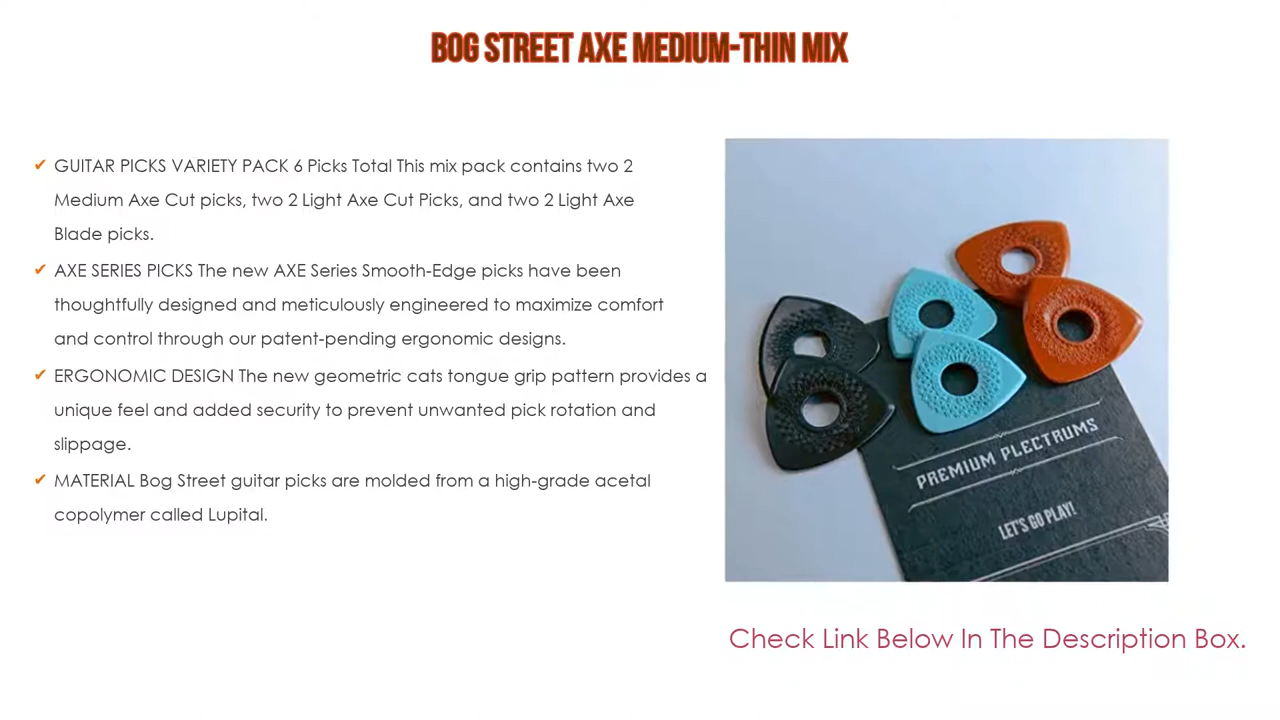 BOG STREET AXE MEDIUM-THIN MIX
✔ GUITAR PICKS VARIETY PACK 6 Picks Total This mix pack contains two 2
Medium Axe Cut picks, two 2 Light Axe Cut Picks, and two 2 Light Axe
Blade picks.
✔ AXE SERIES PICKS The new AXE Series Smooth-Edge picks have been
thoughtfully designed and meticulously engineered to maximize comfort
and control through our patent-pending ergonomic designs.
✔ ERGONOMIC DESIGN The new geometric cats tongue grip pattern provides a
unique feel and added security to prevent unwanted pick rotation and
slippage.
✔ MATERIAL Bog Street guitar picks are molded from a high-grade acetal
copolymer called Lupital.
PREMIUM PLECTRUMS
LET'S GO PLAY!
Check Link Below In The Description Box.